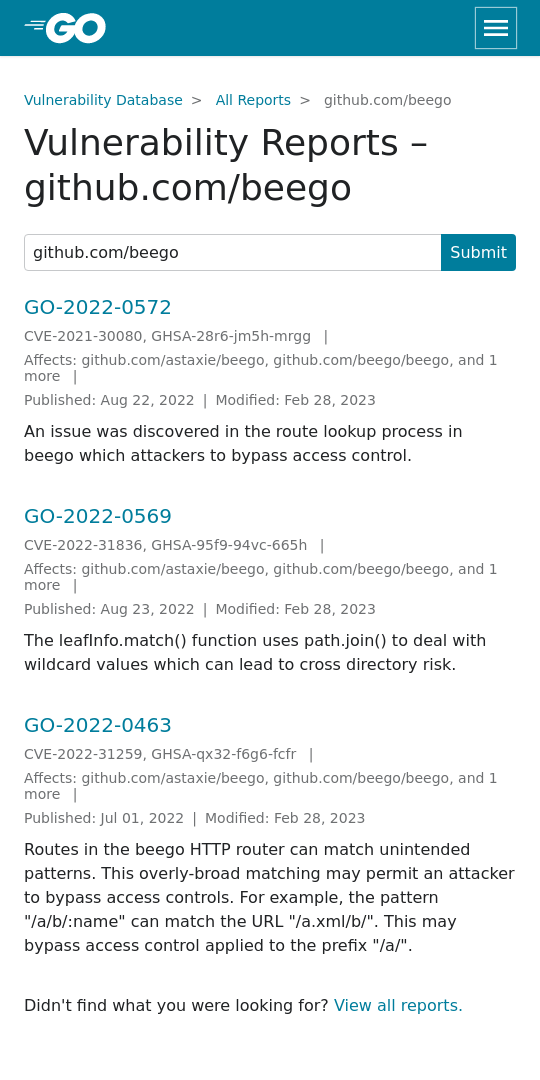 GO
Vulnerability Database > All Reports > github.com/beego
Vulnerability Reports –
github.com/beego
github.com/beego Submit
GO-2022-0572
CVE-2021-30080, GHSA-28r6-jm5h-mrgg |
Affects: github.com/astaxie/beego, github.com/beego/beego, and 1
more |
Published: Aug 22, 2022 | Modified: Feb 28, 2023
An issue was discovered in the route lookup process in
beego which attackers to bypass access control.
GO-2022-0569
CVE-2022-31836, GHSA-95f9-94vc-665h |
Affects: github.com/astaxie/beego, github.com/beego/beego, and 1
more |
Published: Aug 23, 2022 | Modified: Feb 28, 2023
The leafInfo.match() function uses path.join() to deal with
wildcard values which can lead to cross directory risk.
GO-2022-0463
CVE-2022-31259, GHSA-qx32-f6g6-fcfr |
Affects: github.com/astaxie/beego, github.com/beego/beego, and 1
more |
Published: Jul 01, 2022 | Modified: Feb 28, 2023
Routes in the beego HTTP router can match unintended
patterns. This overly-broad matching may permit an attacker
to bypass access controls. For example, the pattern
"/a/b/:name" can match the URL "/a.xml/b/". This may
bypass access control applied to the prefix "/a/".
Didn't find what you were looking for? View all reports.